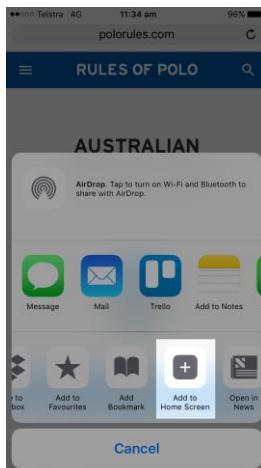 Telstra 4G 11:34 am 96%
polorules.com
RULES OF POLO
AUSTRALIAN
AirDrop. Tap to turn on Wi-Fi and Bluetooth to
share with AirDrop.
Message Mail Trello Add to Notes
to
box
Add to
Favourites
Add
Bookmark
Add to
Home Screen
Open in
News
Cancel